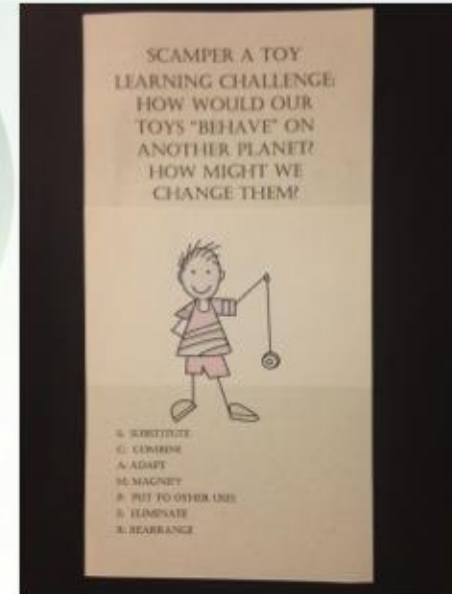 SCAMPER A TOY
LEARNING CHALLENGE:
HOW WOULD OUR
TOYS "BEHAVE" ON
ANOTHER PLANET?
HOW MIGHT WE
CHANGE THEM?
S: SUBSTITUTE
C: COMBINE
A: ADAPT
M: MAGNIFY
P: PUT TO OTHER USES
E: ELIMINATE
R: REARRANGE